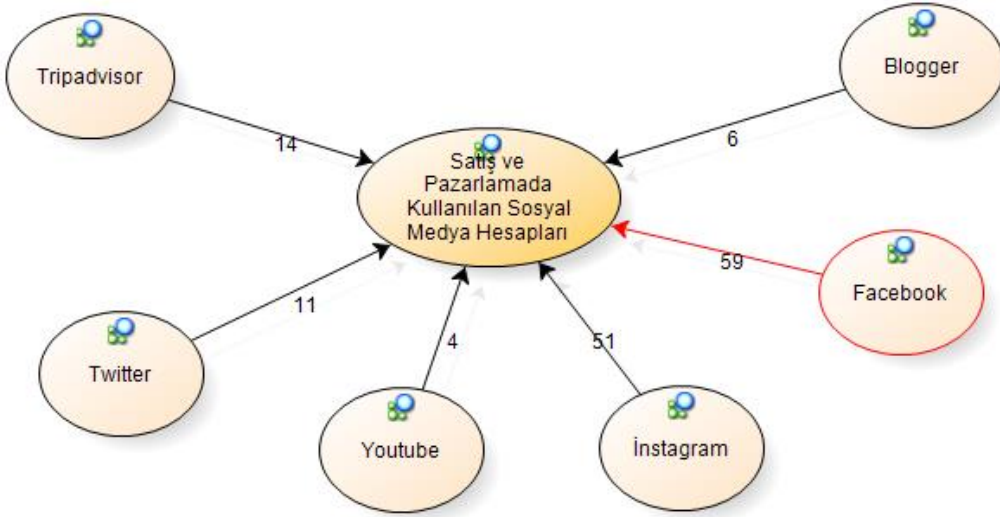 Tripadvisor
Blogger
14
6
Satış ve
Pazarlamada
Kullanılan Sosyal
Medya Hesapları
59
Facebook
11
Twitter
4
51
Youtube
İnstagram